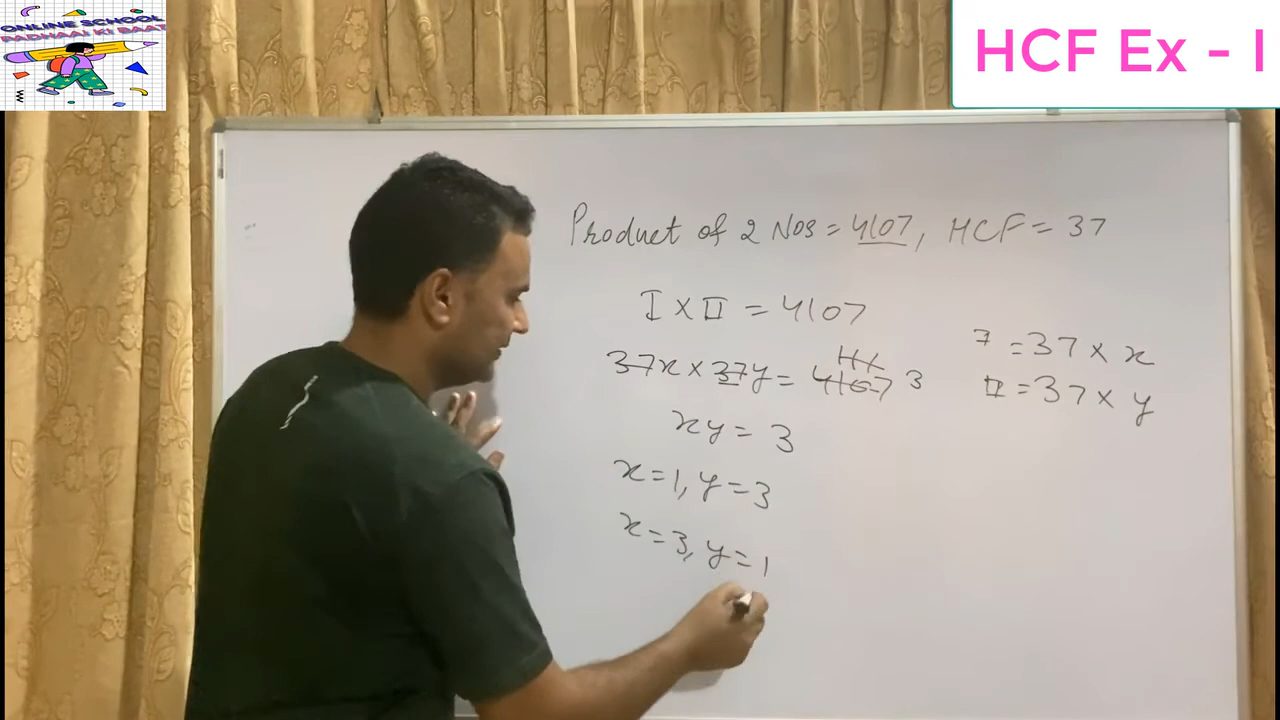 ONLINE SCHOOL
PADHAAI KI BAAT
HCF Ex - I
Product of 2 Nos = 4107, HCF = 37
I × II = 4107
37x × 37y = 4107 3
111
xy = 3
x = 1, y = 3
x = 3, y = 1
I = 37 × x
II = 37 × y